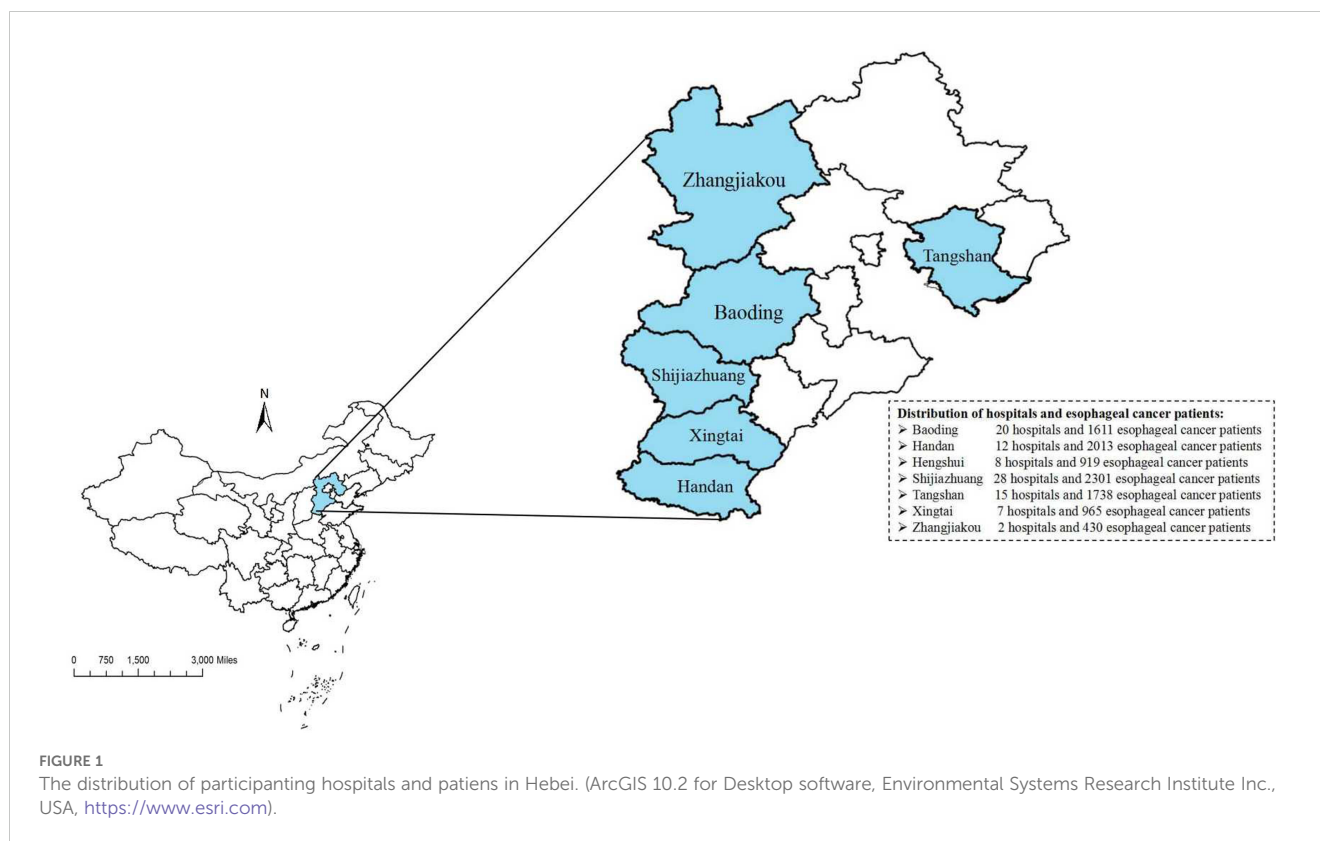 Zhangjiakou
Tangshan
Baoding
Shijiazhuang
Xingtai
Handan
N
0 750 1,500 3,000 Miles
Distribution of hospitals and esophageal cancer patients:
➢ Baoding 20 hospitals and 1611 esophageal cancer patients
➢ Handan 12 hospitals and 2013 esophageal cancer patients
➢ Hengshui 8 hospitals and 919 esophageal cancer patients
➢ Shijiazhuang 28 hospitals and 2301 esophageal cancer patients
➢ Tangshan 15 hospitals and 1738 esophageal cancer patients
➢ Xingtai 7 hospitals and 965 esophageal cancer patients
➢ Zhangjiakou 2 hospitals and 430 esophageal cancer patients
FIGURE 1
The distribution of participanting hospitals and patiens in Hebei. (ArcGIS 10.2 for Desktop software, Environmental Systems Research Institute Inc.,
USA, https://www.esri.com).